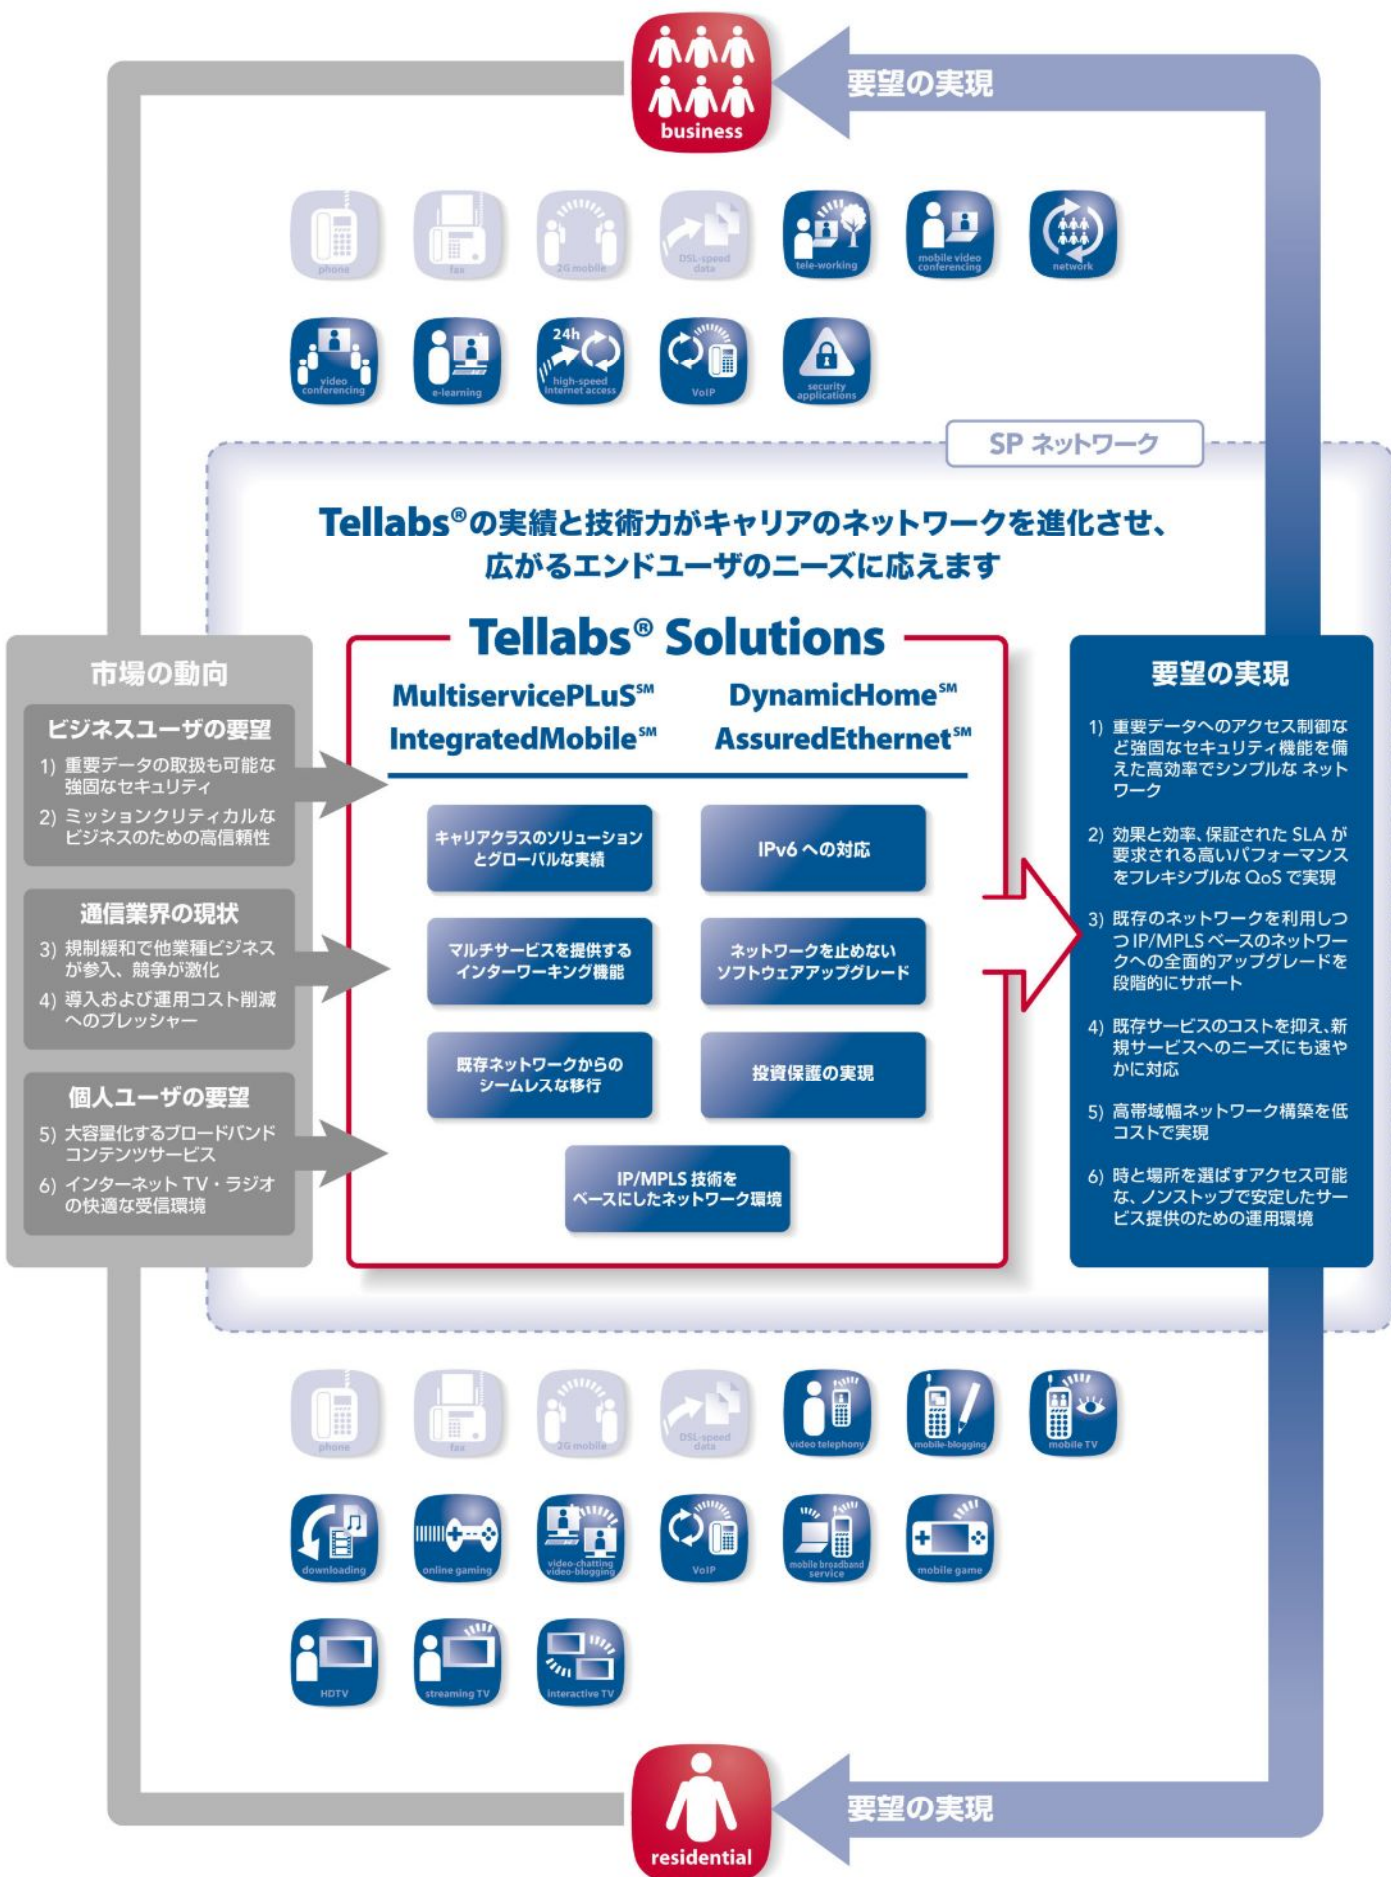 business
要望の実現
phone
fax
2G mobile
DSL-speed
data
tele-working
mobile video
conferencing
network
video
conferencing
e-learning
24h
high-speed
Internet access
VoIP
security
applications
SP ネットワーク
Tellabs®の実績と技術力がキャリアのネットワークを進化させ、
広がるエンドユーザのニーズに応えます
市場の動向
ビジネスユーザの要望
1) 重要データの取扱も可能な
強固なセキュリティ
2) ミッションクリティカルな
ビジネスのための高信頼性
通信業界の現状
3) 規制緩和で他業種ビジネス
が参入、競争が激化
4) 導入および運用コスト削減
へのプレッシャー
個人ユーザの要望
5) 大容量化するブロードバンド
コンテンツサービス
6) インターネット TV・ラジオ
の快適な受信環境
Tellabs® Solutions
MultiservicePLuS℠
DynamicHome℠
IntegratedMobile℠
AssuredEthernet℠
キャリアクラスのソリューション
とグローバルな実績
IPv6 への対応
マルチサービスを提供する
インターワーキング機能
ネットワークを止めない
ソフトウェアアップグレード
既存ネットワークからの
シームレスな移行
投資保護の実現
IP/MPLS 技術を
ベースにしたネットワーク環境
要望の実現
1) 重要データへのアクセス制御な
ど強固なセキュリティ機能を備
えた高効率でシンプルな ネット
ワーク
2) 効果と効率、保証された SLA が
要求される高いパフォーマンス
をフレキシブルな QoS で実現
3) 既存のネットワークを利用しつ
つ IP/MPLS ベースのネットワー
クへの全面的アップグレードを
段階的にサポート
4) 既存サービスのコストを抑え、新
規サービスへのニーズにも速や
かに対応
5) 高帯域幅ネットワーク構築を低
コストで実現
6) 時と場所を選ばすアクセス可能
な、ノンストップで安定したサー
ビス提供のための運用環境
phone
fax
2G mobile
DSL-speed
data
video telephony
mobile-blogging
mobile TV
downloading
online gaming
video-chatting
video-blogging
VoIP
mobile broadband
service
mobile game
HDTV
streaming TV
interactive TV
residential
要望の実現